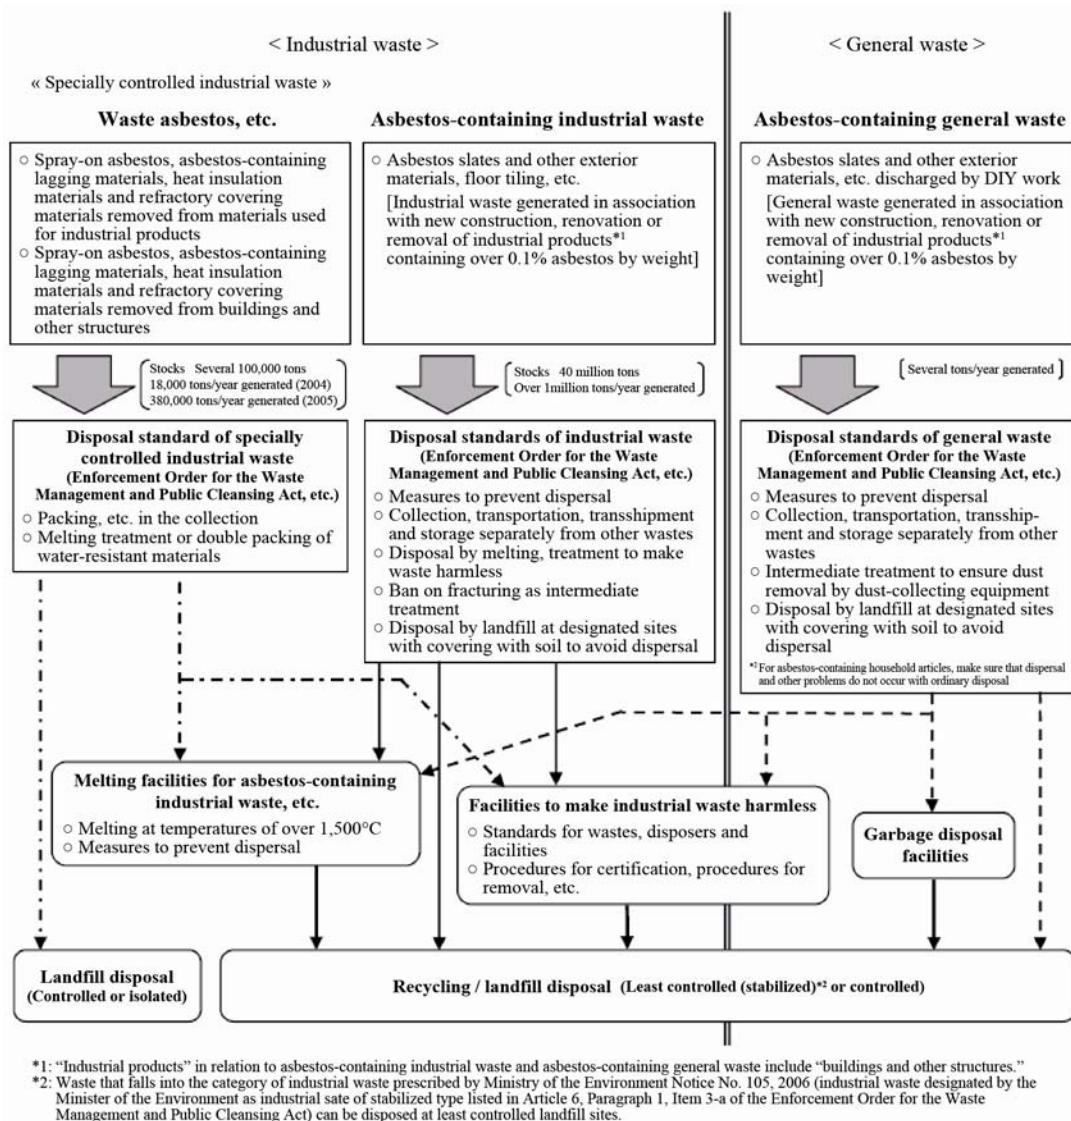 < Industrial waste >
< General waste >
« Specially controlled industrial waste »
Waste asbestos, etc.
○ Spray-on asbestos, asbestos-containing
lagging materials, heat insulation
materials and refractory covering
materials removed from materials used
for industrial products
○ Spray-on asbestos, asbestos-containing
lagging materials, heat insulation
materials and refractory covering
materials removed from buildings and
other structures
Asbestos-containing industrial waste
○ Asbestos slates and other exterior
materials, floor tiling, etc.
[Industrial waste generated in association
with new construction, renovation or
removal of industrial products*1
containing over 0.1% asbestos by weight]
Asbestos-containing general waste
○ Asbestos slates and other exterior
materials, etc. discharged by DIY work
[General waste generated in association
with new construction, renovation or
removal of industrial products*1
containing over 0.1% asbestos by
weight]
Stocks Several 100,000 tons
18,000 tons/year generated (2004)
380,000 tons/year generated (2005)
Stocks 40 million tons
Over 1million tons/year generated
Several tons/year generated
Disposal standard of specially
controlled industrial waste
(Enforcement Order for the Waste
Management and Public Cleansing Act, etc.)
○ Packing, etc. in the collection
○ Melting treatment or double packing of
water-resistant materials
Disposal standards of industrial waste
(Enforcement Order for the Waste
Management and Public Cleansing Act, etc.)
○ Measures to prevent dispersal
○ Collection, transportation, transshipment
and storage separately from other wastes
○ Disposal by melting, treatment to make
waste harmless
○ Ban on fracturing as intermediate
treatment
○ Disposal by landfill at designated sites
with covering with soil to avoid dispersal
Disposal standards of general waste
(Enforcement Order for the Waste
Management and Public Cleansing Act, etc.)
○ Measures to prevent dispersal
○ Collection, transportation, transship-
ment and storage separately from other
wastes
○ Intermediate treatment to ensure dust
removal by dust-collecting equipment
○ Disposal by landfill at designated sites
with covering with soil to avoid
dispersal
*2 For asbestos-containing household articles, make sure that dispersal
and other problems do not occur with ordinary disposal
Melting facilities for asbestos-containing
industrial waste, etc.
○ Melting at temperatures of over 1,500°C
○ Measures to prevent dispersal
Facilities to make industrial waste harmless
○ Standards for wastes, disposers and
facilities
○ Procedures for certification, procedures for
removal, etc.
Garbage disposal
facilities
Landfill disposal
(Controlled or isolated)
Recycling / landfill disposal (Least controlled (stabilized)*2 or controlled)
*1: “Industrial products” in relation to asbestos-containing industrial waste and asbestos-containing general waste include “buildings and other structures.”
*2: Waste that falls into the category of industrial waste prescribed by Ministry of the Environment Notice No. 105, 2006 (industrial waste designated by the
Minister of the Environment as industrial sate of stabilized type listed in Article 6, Paragraph 1, Item 3-a of the Enforcement Order for the Waste
Management and Public Cleansing Act) can be disposed at least controlled landfill sites.